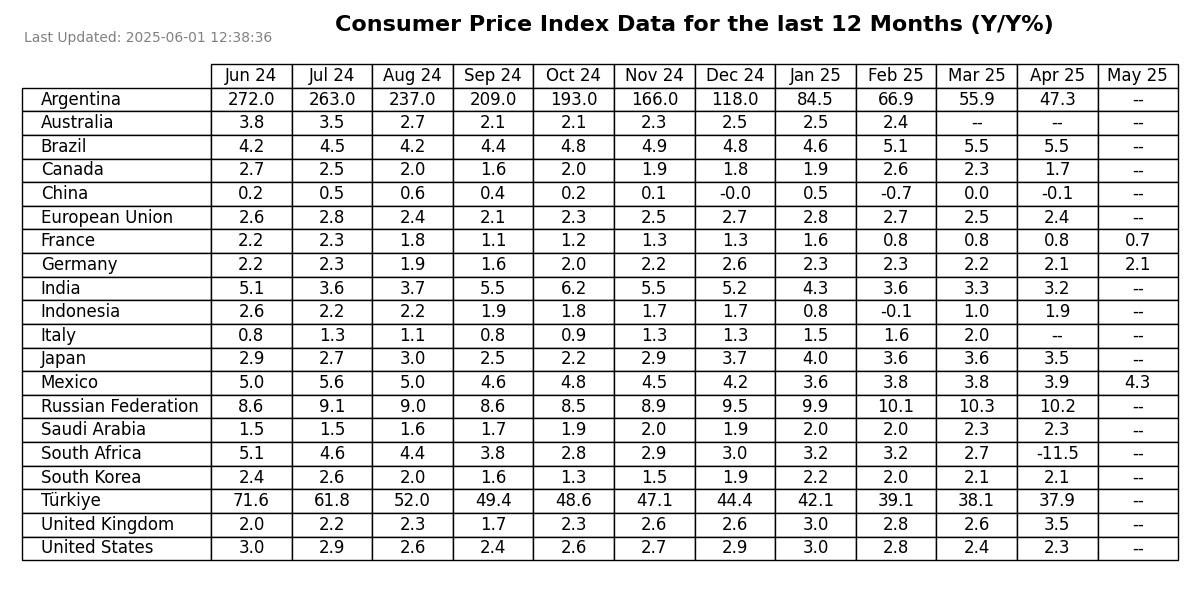 Consumer Price Index Data for the last 12 Months (Y/Y%)
Last Updated: 2025-06-01 12:38:36
Jun 24 Jul 24 Aug 24 Sep 24 Oct 24 Nov 24 Dec 24 Jan 25 Feb 25 Mar 25 Apr 25 May 25
Argentina 272.0 263.0 237.0 209.0 193.0 166.0 118.0 84.5 66.9 55.9 47.3 --
Australia 3.8 3.5 2.7 2.1 2.1 2.3 2.5 2.5 2.4 -- -- --
Brazil 4.2 4.5 4.2 4.4 4.8 4.9 4.8 4.6 5.1 5.5 5.5 --
Canada 2.7 2.5 2.0 1.6 2.0 1.9 1.8 1.9 2.6 2.3 1.7 --
China 0.2 0.5 0.6 0.4 0.2 0.1 -0.0 0.5 -0.7 0.0 -0.1 --
European Union 2.6 2.8 2.4 2.1 2.3 2.5 2.7 2.8 2.7 2.5 2.4 --
France 2.2 2.3 1.8 1.1 1.2 1.3 1.3 1.6 0.8 0.8 0.8 0.7
Germany 2.2 2.3 1.9 1.6 2.0 2.2 2.6 2.3 2.3 2.2 2.1 2.1
India 5.1 3.6 3.7 5.5 6.2 5.5 5.2 4.3 3.6 3.3 3.2 --
Indonesia 2.6 2.2 2.2 1.9 1.8 1.7 1.7 0.8 -0.1 1.0 1.9 --
Italy 0.8 1.3 1.1 0.8 0.9 1.3 1.3 1.5 1.6 2.0 -- --
Japan 2.9 2.7 3.0 2.5 2.2 2.9 3.7 4.0 3.6 3.6 3.5 --
Mexico 5.0 5.6 5.0 4.6 4.8 4.5 4.2 3.6 3.8 3.8 3.9 4.3
Russian Federation 8.6 9.1 9.0 8.6 8.5 8.9 9.5 9.9 10.1 10.3 10.2 --
Saudi Arabia 1.5 1.5 1.6 1.7 1.9 2.0 1.9 2.0 2.0 2.3 2.3 --
South Africa 5.1 4.6 4.4 3.8 2.8 2.9 3.0 3.2 3.2 2.7 -11.5 --
South Korea 2.4 2.6 2.0 1.6 1.3 1.5 1.9 2.2 2.0 2.1 2.1 --
Türkiye 71.6 61.8 52.0 49.4 48.6 47.1 44.4 42.1 39.1 38.1 37.9 --
United Kingdom 2.0 2.2 2.3 1.7 2.3 2.6 2.6 3.0 2.8 2.6 3.5 --
United States 3.0 2.9 2.6 2.4 2.6 2.7 2.9 3.0 2.8 2.4 2.3 --